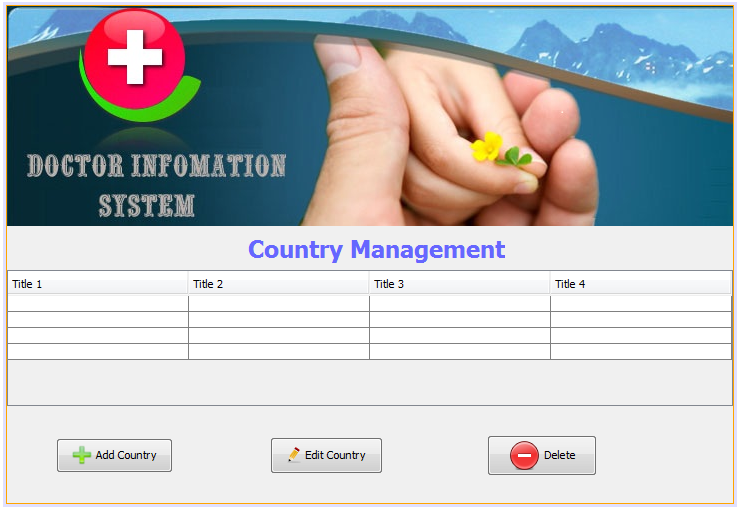 DOCTOR INFOMATION
SYSTEM
Country Management
Title 1 Title 2 Title 3 Title 4
Add Country Edit Country Delete